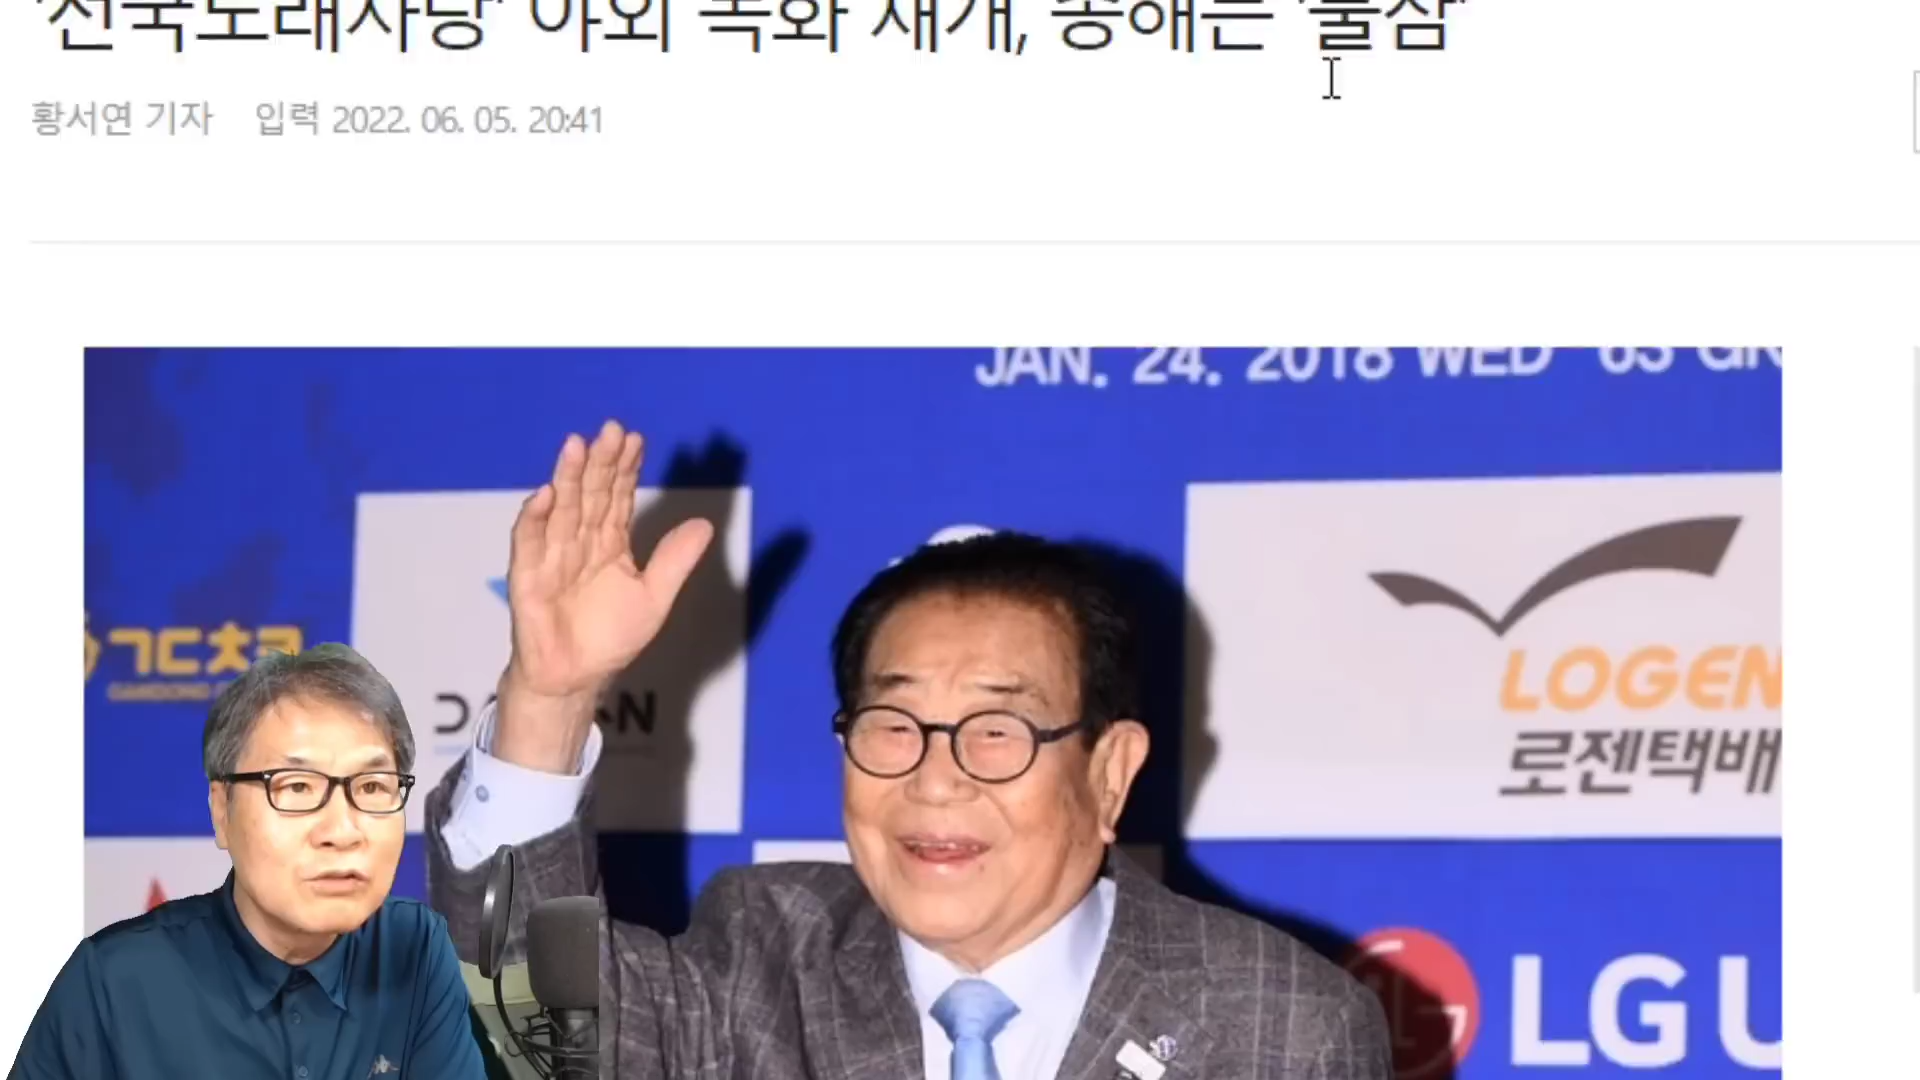 '전국노래자랑' 야외 녹화 재개, 송해는 '불참'
황서연 기자 입력 2022. 06. 05. 20:41
JAN. 24. 2018 WED 63 GR
LOGEN
로젠택배
LG U